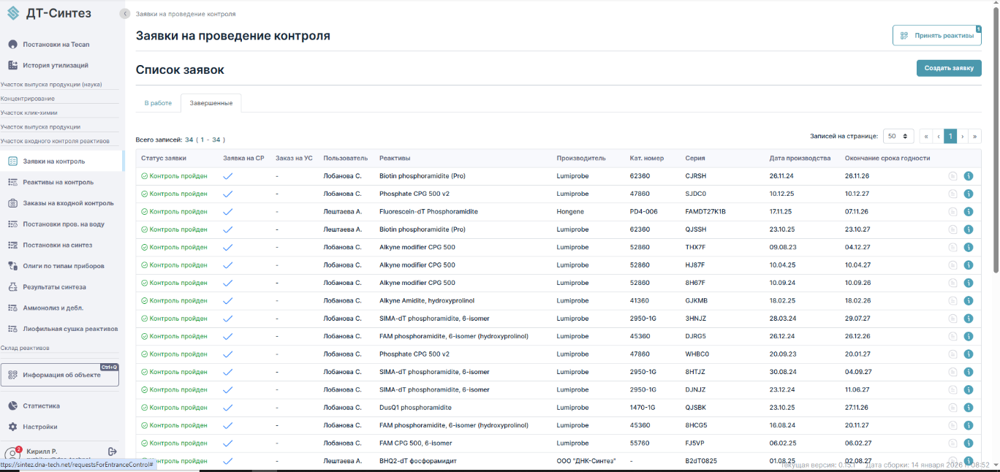 ДТ-Синтез
Постановки на Tecan
История утилизаций
Участок выпуска продукции (наука)
Концентрирование
Участок клик-химии
Участок выпуска продукции
Участок входного контроля реактивов
Заявки на контроль
Реактивы на контроль
Заказы на входной контроль
Постановки пров. на воду
Постановки на синтез
Олиги по типам приборов
Результаты синтеза
Аммонолиз и дебл.
Лиофильная сушка реактивов
Склад реактивов
Ctrl+Q
Информация об объекте
Статистика
Настройки
2
Кирилл Р.
ttps://sintez.dna-tech.net/requestsForEntranceControl#
Заявки на проведение контроля
Заявки на проведение контроля
Принять реактивы 1
Список заявок
Создать заявку
В работе Завершенные
Всего записей: 34 ( 1 - 34 )
Записей на странице: 50 « ‹ 1 › »
Статус заявки Заявка на СР Заказ на УС Пользователь Реактивы Производитель Кат. номер Серия Дата производства Окончание срока годности
Контроль пройден - Лобанова С. Biotin phosphoramidite (Pro) Lumiprobe 62360 CJRSH 26.11.24 26.11.26
Контроль пройден - Лобанова С. Phosphate CPG 500 v2 Lumiprobe 47860 SJDC0 10.12.25 10.12.27
Контроль пройден - Лештаева А. Fluorescein-dT Phosphoramidite Hongene PD4-006 FAMDT27K1B 17.11.25 07.11.26
Контроль пройден - Лештаева А. Biotin phosphoramidite (Pro) Lumiprobe 62360 QJSSH 23.10.25 23.10.27
Контроль пройден - Лобанова С. Alkyne modifier CPG 500 Lumiprobe 52860 THX7F 09.08.23 04.12.27
Контроль пройден - Лобанова С. Alkyne modifier CPG 500 Lumiprobe 52860 HJ87F 10.04.25 10.04.27
Контроль пройден - Лобанова С. Alkyne modifier CPG 500 Lumiprobe 52860 8H67F 10.09.24 10.09.26
Контроль пройден - Лобанова С. Alkyne Amidite, hydroxyprolinol Lumiprobe 41360 GJKMB 18.02.25 18.02.26
Контроль пройден - Лобанова С. SIMA-dT phosphoramidite, 6-isomer Lumiprobe 2950-1G 3HNJZ 28.03.24 29.07.27
Контроль пройден - Лобанова С. FAM phosphoramidite, 6-isomer (hydroxyprolinol) Lumiprobe 45360 DJRG5 26.12.24 26.12.26
Контроль пройден - Лобанова С. Phosphate CPG 500 v2 Lumiprobe 47860 WHBC0 20.09.23 20.01.27
Контроль пройден - Лобанова С. SIMA-dT phosphoramidite, 6-isomer Lumiprobe 2950-1G 8HTJZ 30.08.24 04.09.27
Контроль пройден - Лобанова С. SIMA-dT phosphoramidite, 6-isomer Lumiprobe 2950-1G DJNJZ 23.12.24 11.06.27
Контроль пройден - Лобанова С. DusQ1 phosphoramidite Lumiprobe 1470-1G QJSBK 23.10.25 27.11.26
Контроль пройден - Лобанова С. FAM phosphoramidite, 6-isomer (hydroxyprolinol) Lumiprobe 45360 8HCG5 16.08.24 20.11.27
Контроль пройден - Лобанова С. FAM CPG 500, 6-isomer Lumiprobe 55760 FJ5VP 06.02.25 06.02.27
Контроль пройден - Лештаева А. BHQ2-dT фосфорамидит ООО "ДНК-Синтез" - B2dT0825 01.08.25 02.08.27
Текущая версия: 0.15.1 Дата сборки: 14 января 2026 г. 08:52